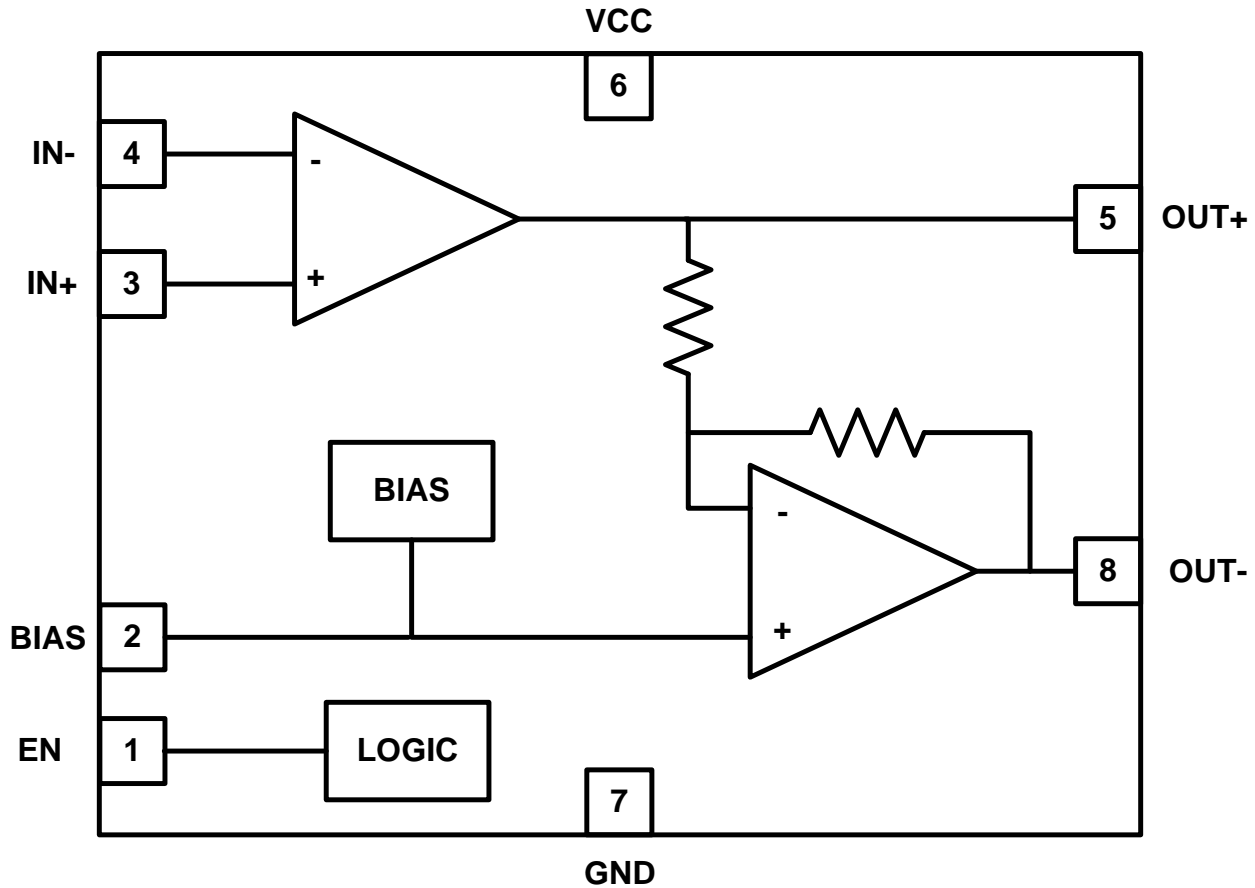 VCC
6
IN-
4
-
5
OUT+
IN+
3
+
BIAS
-
8
OUT-
BIAS
2
+
EN
1
LOGIC
7
GND